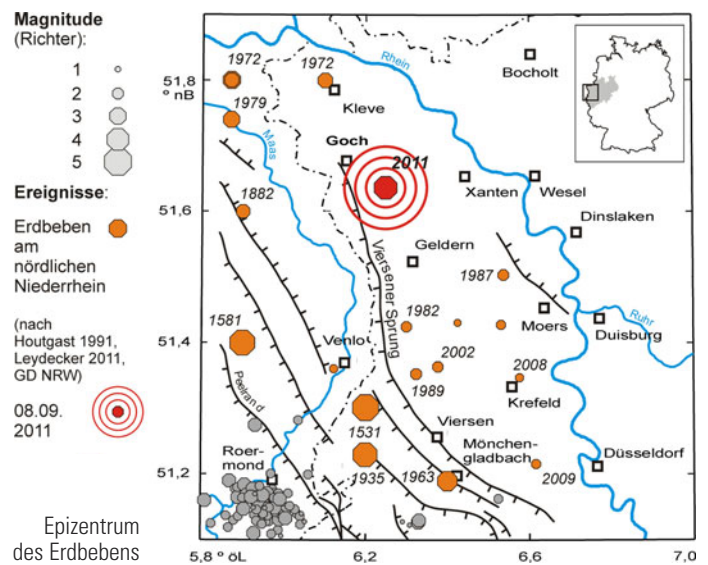 Magnitude
(Richter):
1
2
3
4
5
Ereignisse:
Erdbeben
am
nördlichen
Niederrhein
(nach
Houtgast 1991,
Leydecker 2011,
GD NRW)
08.09.
2011
Epizentrum
des Erdbebens
51,8
° nB
51,6
51,4
51,2
5,8 ° öL
6,2
6,6
7,0
1972
1972
Rhein
Bocholt
1979
Kleve
Maas
Goch
2011
Xanten
Wesel
1882
Dinslaken
Geldern
Viersener Sprung
1987
1581
1982
Moers
Duisburg
Ruhr
Venlo
2002
1989
2008
Peelrand
Krefeld
1531
Viersen
Roer-
mond
Mönchen-
gladbach
Düsseldorf
1935
1963
2009